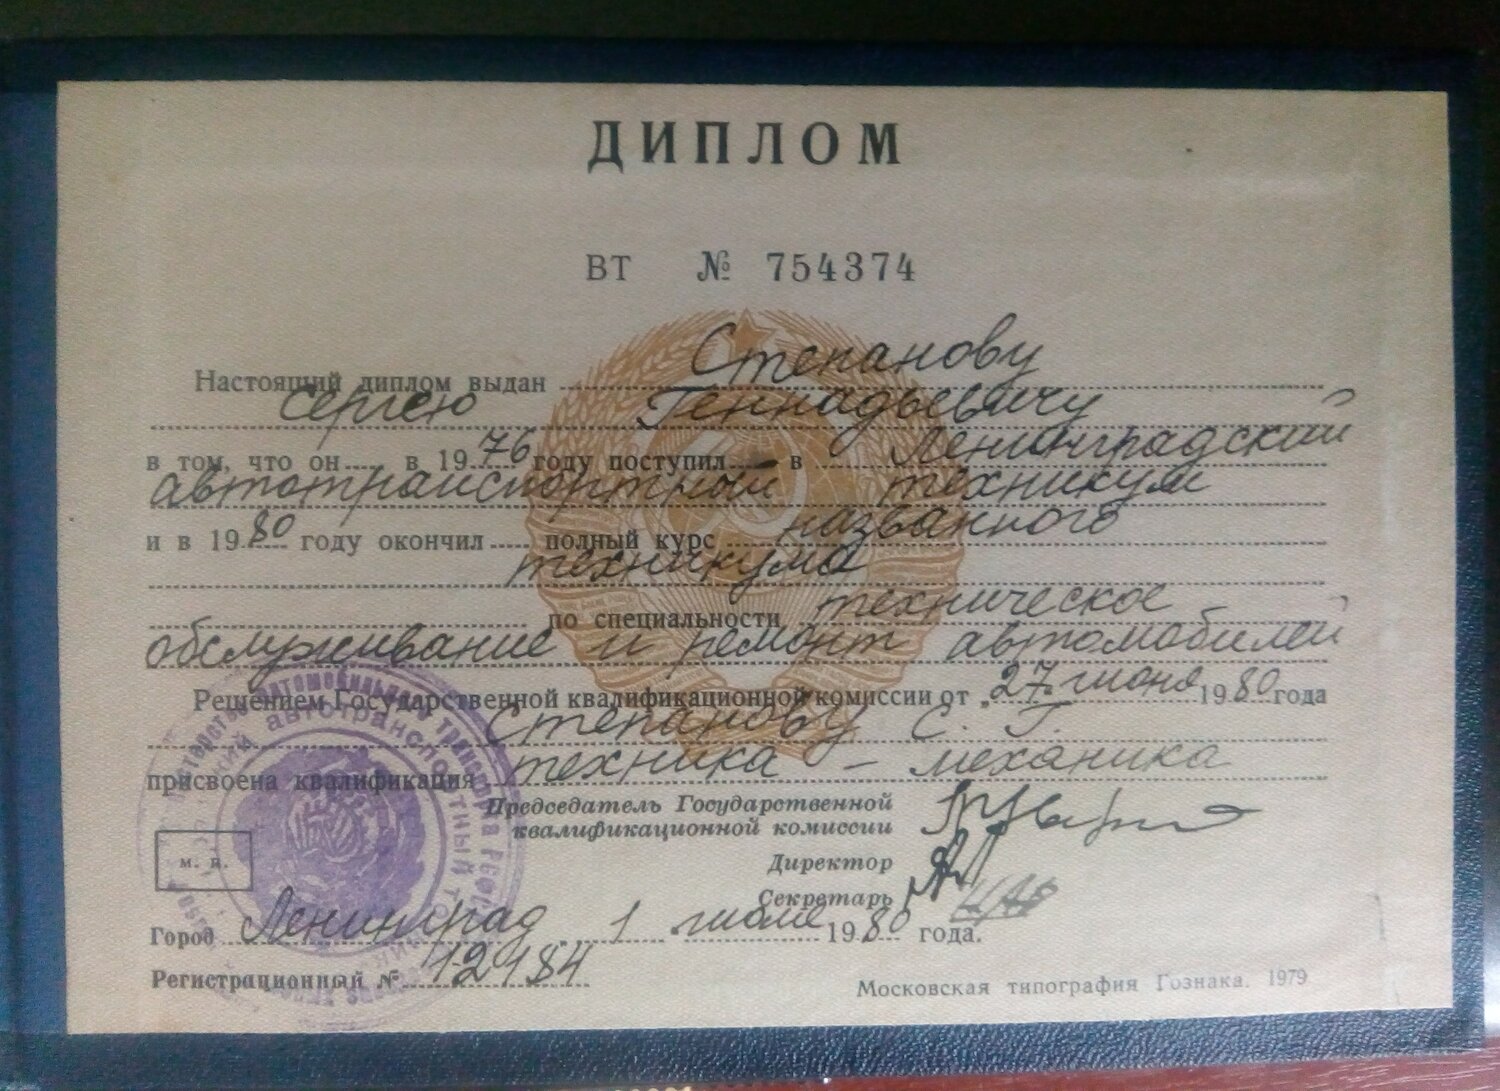 ДИПЛОМ
ВТ № 754374
Настоящий диплом выдан Степанову
Сергею Геннадьевичу
в том, что он в 1976 году поступил в Ленинградский
автотранспортный техникум
и в 1980 году окончил полный курс названного
техникума
по специальности техническое
обслуживание и ремонт автомобилей
Решением Государственной квалификационной комиссии от „27" июня 1980 года
Степанову С. Г.
присвоена квалификация техника - механика
Председатель Государственной
квалификационной комиссии
Директор
м. п.
Секретарь
Город Ленинград 1 июля 1980 года.
Регистрационный № 12184
Московская типография Гознака. 1979